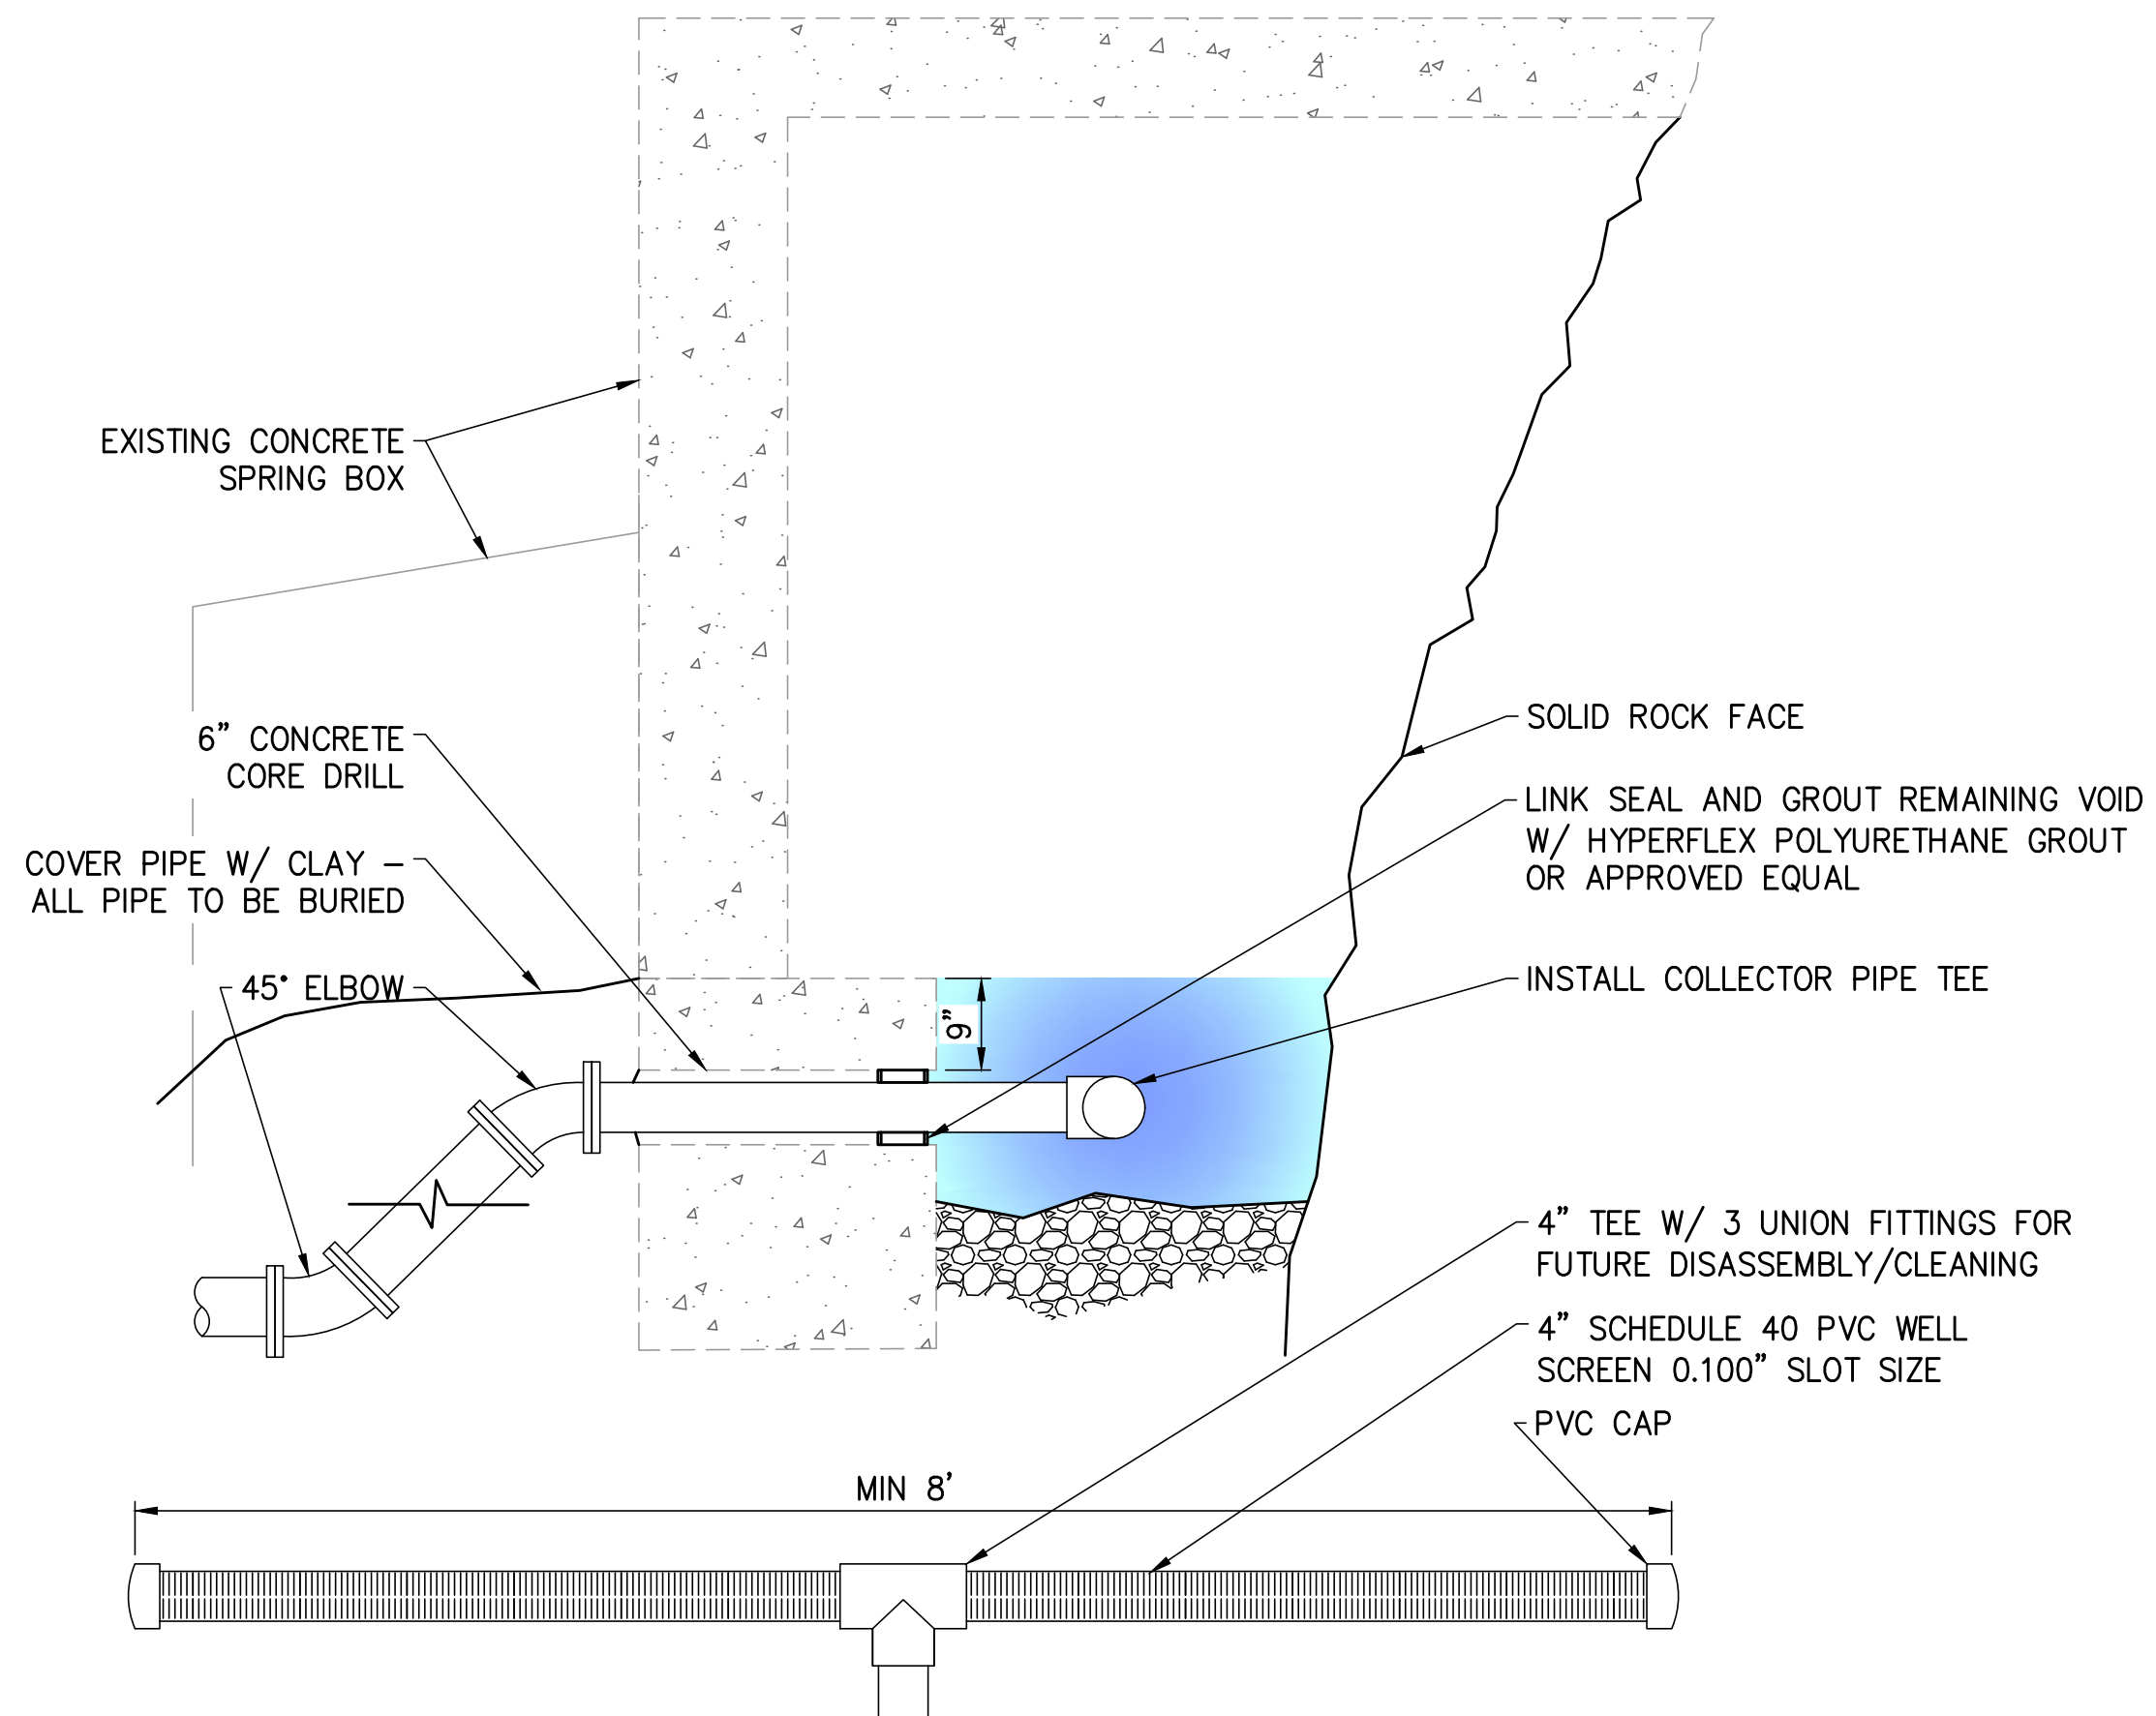 EXISTING CONCRETE
SPRING BOX
6" CONCRETE
CORE DRILL
COVER PIPE W/ CLAY –
ALL PIPE TO BE BURIED
45° ELBOW
9"
SOLID ROCK FACE
LINK SEAL AND GROUT REMAINING VOID
W/ HYPERFLEX POLYURETHANE GROUT
OR APPROVED EQUAL
INSTALL COLLECTOR PIPE TEE
4" TEE W/ 3 UNION FITTINGS FOR
FUTURE DISASSEMBLY/CLEANING
4" SCHEDULE 40 PVC WELL
SCREEN 0.100" SLOT SIZE
PVC CAP
MIN 8'